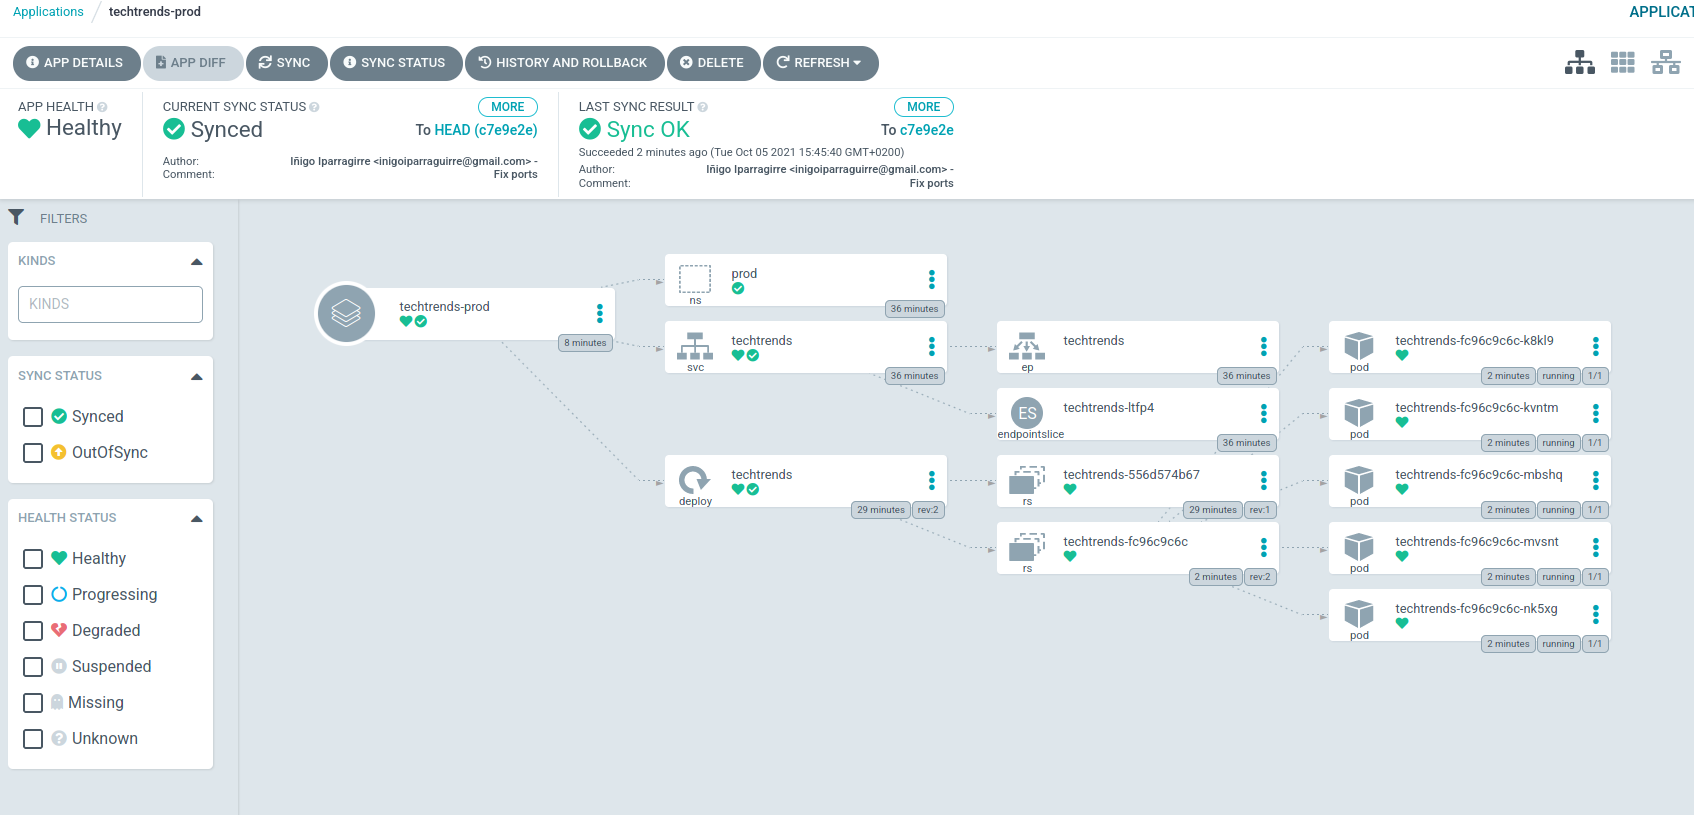 Applications / techtrends-prod
APPLICAT
APP DETAILS
APP DIFF
SYNC
SYNC STATUS
HISTORY AND ROLLBACK
DELETE
REFRESH
APP HEALTH
Healthy
CURRENT SYNC STATUS
MORE
Synced
To HEAD (c7e9e2e)
Author: Iñigo Iparragirre <inigoiparraguirre@gmail.com> -
Comment: Fix ports
LAST SYNC RESULT
MORE
Sync OK
To c7e9e2e
Succeeded 2 minutes ago (Tue Oct 05 2021 15:45:40 GMT+0200)
Author: Iñigo Iparragirre <inigoiparraguirre@gmail.com> -
Comment: Fix ports
FILTERS
KINDS
KINDS
SYNC STATUS
Synced
OutOfSync
HEALTH STATUS
Healthy
Progressing
Degraded
Suspended
Missing
Unknown
techtrends-prod
8 minutes
prod
ns
36 minutes
techtrends
svc
36 minutes
techtrends
deploy
29 minutes rev:2
techtrends
ep
36 minutes
ES
techtrends-ltfp4
endpointslice
36 minutes
techtrends-556d574b67
rs
29 minutes rev:1
techtrends-fc96c9c6c
rs
2 minutes rev:2
techtrends-fc96c9c6c-k8kl9
pod
2 minutes running 1/1
techtrends-fc96c9c6c-kvntm
pod
2 minutes running 1/1
techtrends-fc96c9c6c-mbshq
pod
2 minutes running 1/1
techtrends-fc96c9c6c-mvsnt
pod
2 minutes running 1/1
techtrends-fc96c9c6c-nk5xg
pod
2 minutes running 1/1